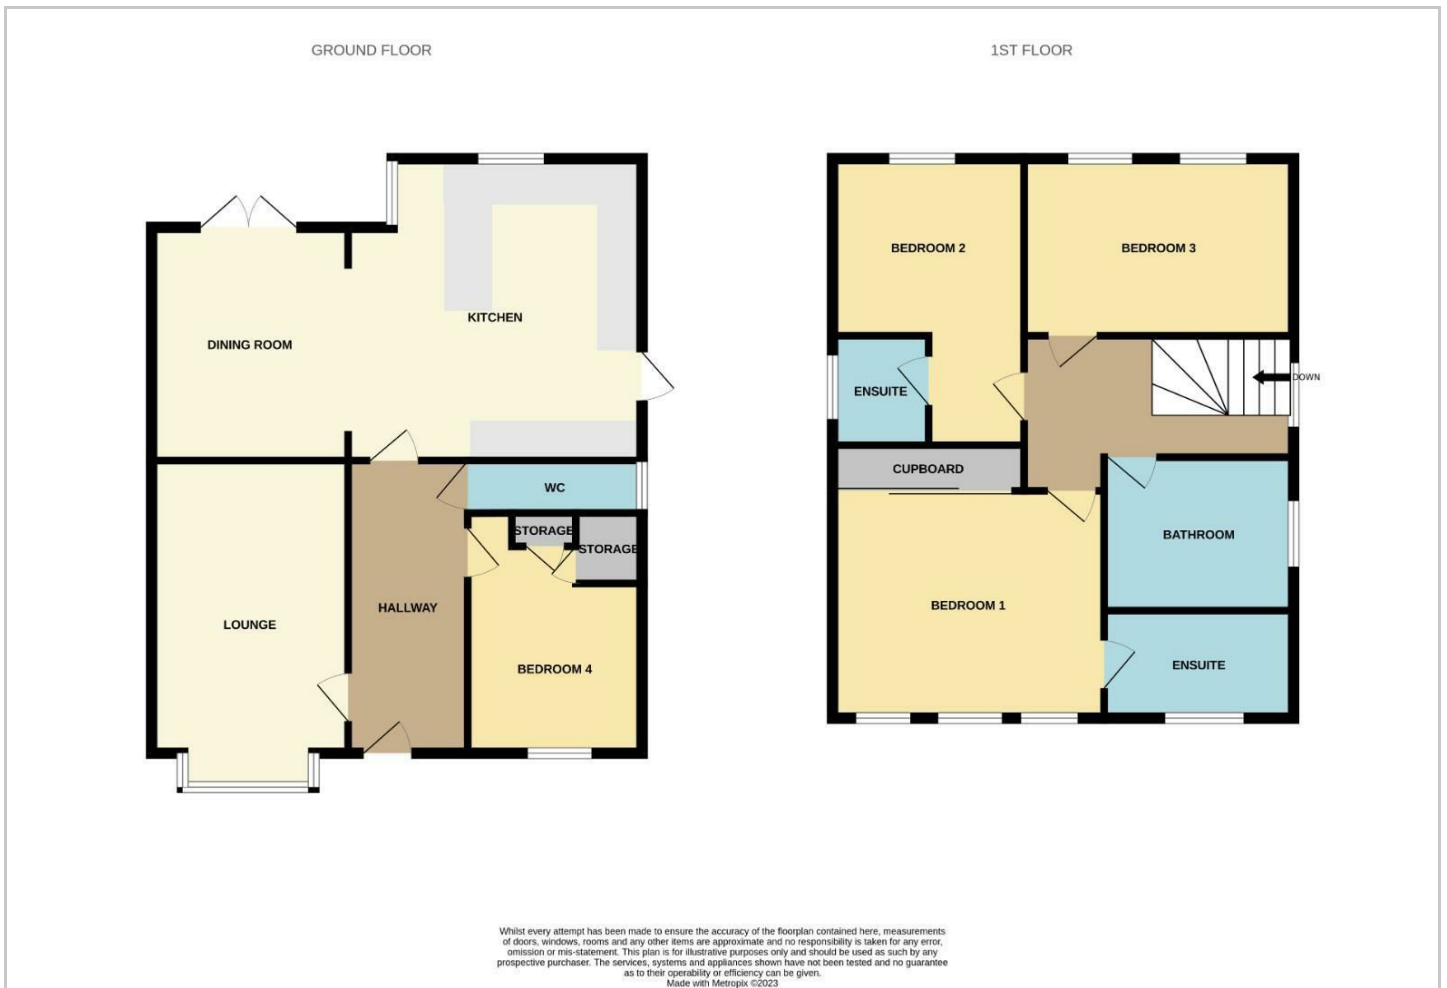 GROUND FLOOR
1ST FLOOR
DINING ROOM
KITCHEN
WC
STORAGE
STORAGE
HALLWAY
LOUNGE
BEDROOM 4
BEDROOM 2
BEDROOM 3
ENSUITE
DOWN
CUPBOARD
BATHROOM
BEDROOM 1
ENSUITE
Whilst every attempt has been made to ensure the accuracy of the floorplan contained here, measurements
of doors, windows, rooms and any other items are approximate and no responsibility is taken for any error,
omission or mis-statement. This plan is for illustrative purposes only and should be used as such by any
prospective purchaser. The services, systems and appliances shown have not been tested and no guarantee
as to their operability or efficiency can be given.
Made with Metropix ©2023